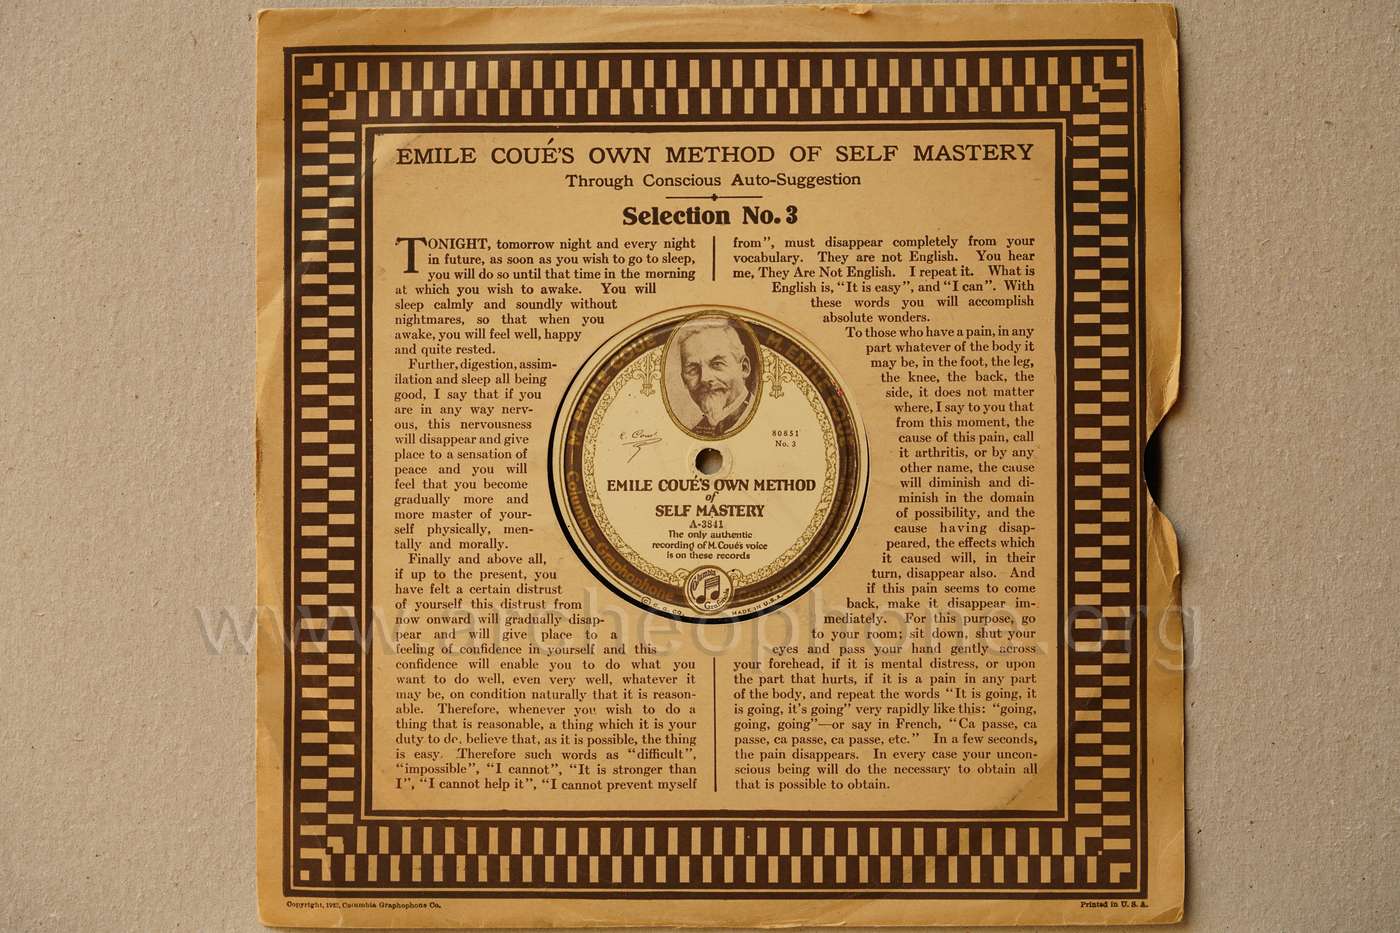 EMILE COUÉ'S OWN METHOD OF SELF MASTERY
Through Conscious Auto-Suggestion
Selection No. 3
TONIGHT, tomorrow night and every night
in future, as soon as you wish to go to sleep,
you will do so until that time in the morning
at which you wish to awake. You will
sleep calmly and soundly without
nightmares, so that when you
awake, you will feel well, happy
and quite rested.
Further, digestion, assim-
ilation and sleep all being
good, I say that if you
are in any way nerv-
ous, this nervousness
will disappear and give
place to a sensation of
peace and you will
feel that you become
gradually more and
more master of your-
self physically, men-
tally and morally.
Finally and above all,
if up to the present, you
have felt a certain distrust
of yourself this distrust from
now onward will gradually disap-
pear and will give place to a
feeling of confidence in yourself and this
confidence will enable you to do what you
want to do well, even very well, whatever it
may be, on condition naturally that it is reason-
able. Therefore, whenever you wish to do a
thing that is reasonable, a thing which it is your
duty to do, believe that, as it is possible, the thing
is easy. Therefore such words as "difficult",
"impossible", "I cannot", "It is stronger than
I", "I cannot help it", "I cannot prevent myself
from", must disappear completely from your
vocabulary. They are not English. You hear
me, They Are Not English. I repeat it. What is
English is, "It is easy", and "I can". With
these words you will accomplish
absolute wonders.
To those who have a pain, in any
part whatever of the body it
may be, in the foot, the leg,
the knee, the back, the
side, it does not matter
where, I say to you that
from this moment, the
cause of this pain, call
it arthritis, or by any
other name, the cause
will diminish and di-
minish in the domain
of possibility, and the
cause having disap-
peared, the effects which
it caused will, in their
turn, disappear also. And
if this pain seems to come
back, make it disappear im-
mediately. For this purpose, go
to your room; sit down, shut your
eyes and pass your hand gently across
your forehead, if it is mental distress, or upon
the part that hurts, if it is a pain in any part
of the body, and repeat the words "It is going, it
is going, it's going" very rapidly like this: "going,
going, going"—or say in French, "Ca passe, ca
passe, ca passe, ca passe, etc." In a few seconds,
the pain disappears. In every case your uncon-
scious being will do the necessary to obtain all
that is possible to obtain.
M. EMILE COUÉ
M. EMILE COUÉ
E. Coué
80851
No. 3
EMILE COUÉ'S OWN METHOD
of
SELF MASTERY
A-3841
The only authentic
recording of M. Coué's voice
is on these records
Columbia Graphophone
Columbia
Grafonola
© C. G. CO.
MADE IN U.S.A.
www.archeophone.org
Copyright, Columbia Graphophone Co.
Printed in U. S. A.